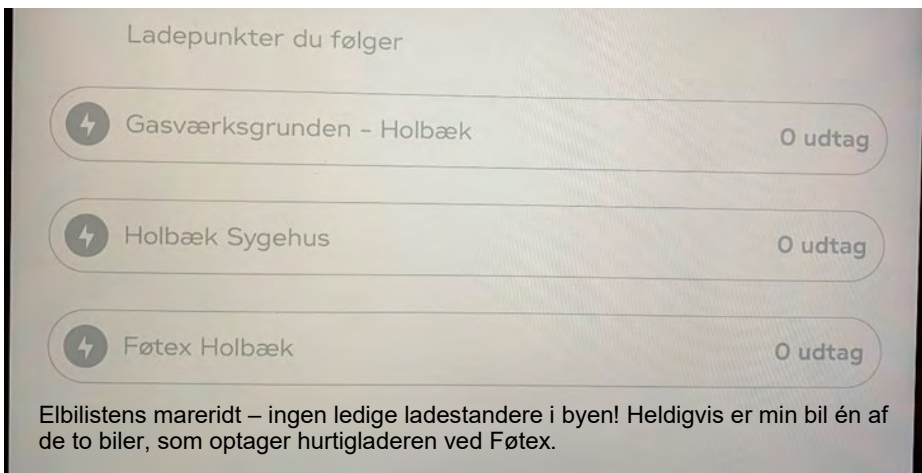 Ladepunkter du følger
Gasværksgrunden - Holbæk
0 udtag
Holbæk Sygehus
0 udtag
Føtex Holbæk
0 udtag
Elbilistens mareridt – ingen ledige ladestandere i byen! Heldigvis er min bil én af
de to biler, som optager hurtigladeren ved Føtex.